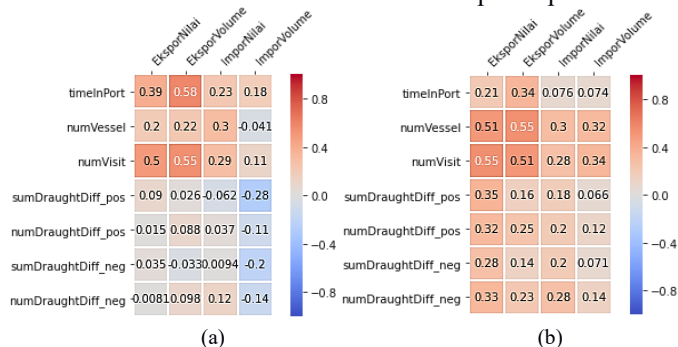 EksporNilai EksporVolume ImporNilai ImporVolume
timeInPort 0.39 0.58 0.23 0.18
numVessel 0.2 0.22 0.3 -0.041
numVisit 0.5 0.55 0.29 0.11
sumDraughtDiff_pos 0.09 0.026 -0.062 -0.28
numDraughtDiff_pos 0.015 0.088 0.037 -0.11
sumDraughtDiff_neg 0.035 -0.033 0.0094 -0.2
numDraughtDiff_neg 0.0081 0.098 0.12 -0.14
0.8
0.4
0.0
−0.4
−0.8
(a)
EksporNilai EksporVolume ImporNilai ImporVolume
timeInPort 0.21 0.34 0.076 0.074
numVessel 0.51 0.55 0.3 0.32
numVisit 0.55 0.51 0.28 0.34
sumDraughtDiff_pos 0.35 0.16 0.18 0.066
numDraughtDiff_pos 0.32 0.25 0.2 0.12
sumDraughtDiff_neg 0.28 0.14 0.2 0.071
numDraughtDiff_neg 0.33 0.23 0.28 0.14
0.8
0.4
0.0
−0.4
−0.8
(b)